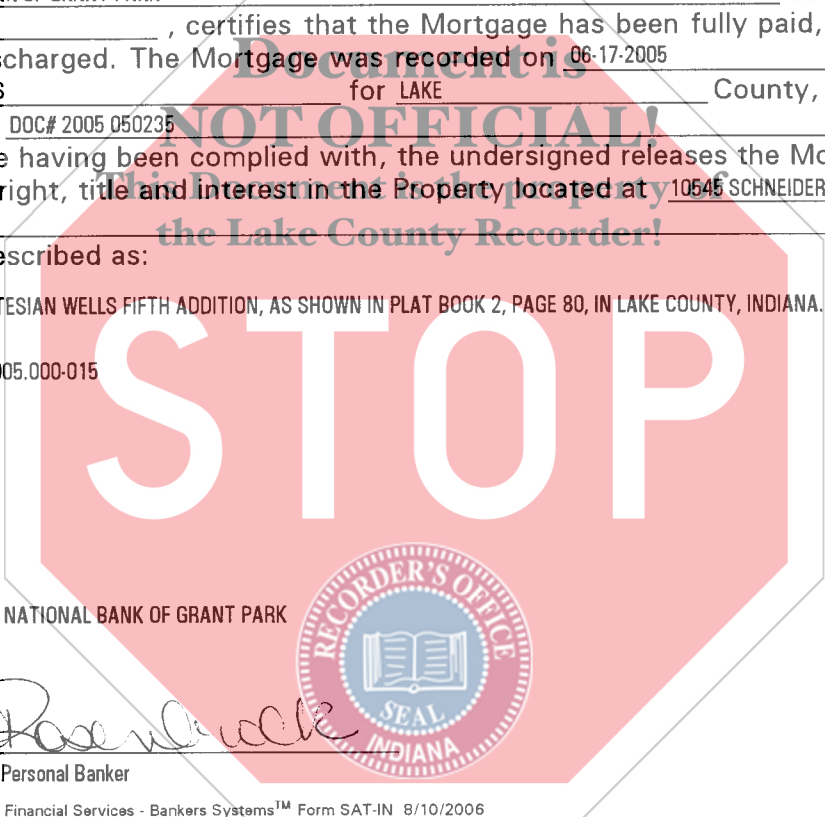 , certifies that the Mortgage has been fully paid,
charged. The Mortgage was recorded on 06-17-2005
S for LAKE County,
DOC# 2005 050235
e having been complied with, the undersigned releases the Mo
right, title and interest in the Property located at 10545 SCHNEIDER
escribed as:
TESIAN WELLS FIFTH ADDITION, AS SHOWN IN PLAT BOOK 2, PAGE 80, IN LAKE COUNTY, INDIANA.
005.000-015
Document is
NOT OFFICIAL!
This Document is the property of
the Lake County Recorder!
STOP
NATIONAL BANK OF GRANT PARK
RECORDER'S OFFICE
SEAL
INDIANA
Rosenbrock
Personal Banker
Financial Services - Bankers Systems™ Form SAT-IN 8/10/2006